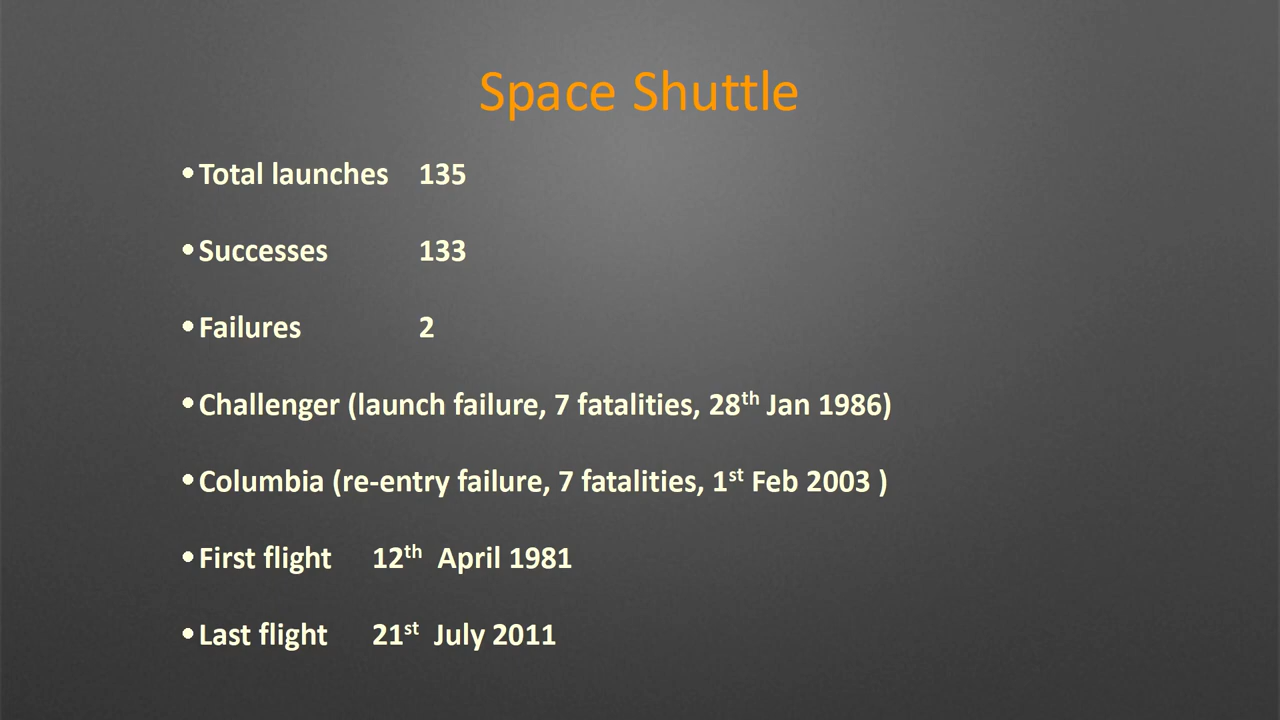 Space Shuttle
•Total launches 135
•Successes 133
•Failures 2
•Challenger (launch failure, 7 fatalities, 28th Jan 1986)
•Columbia (re-entry failure, 7 fatalities, 1st Feb 2003 )
•First flight 12th April 1981
•Last flight 21st July 2011